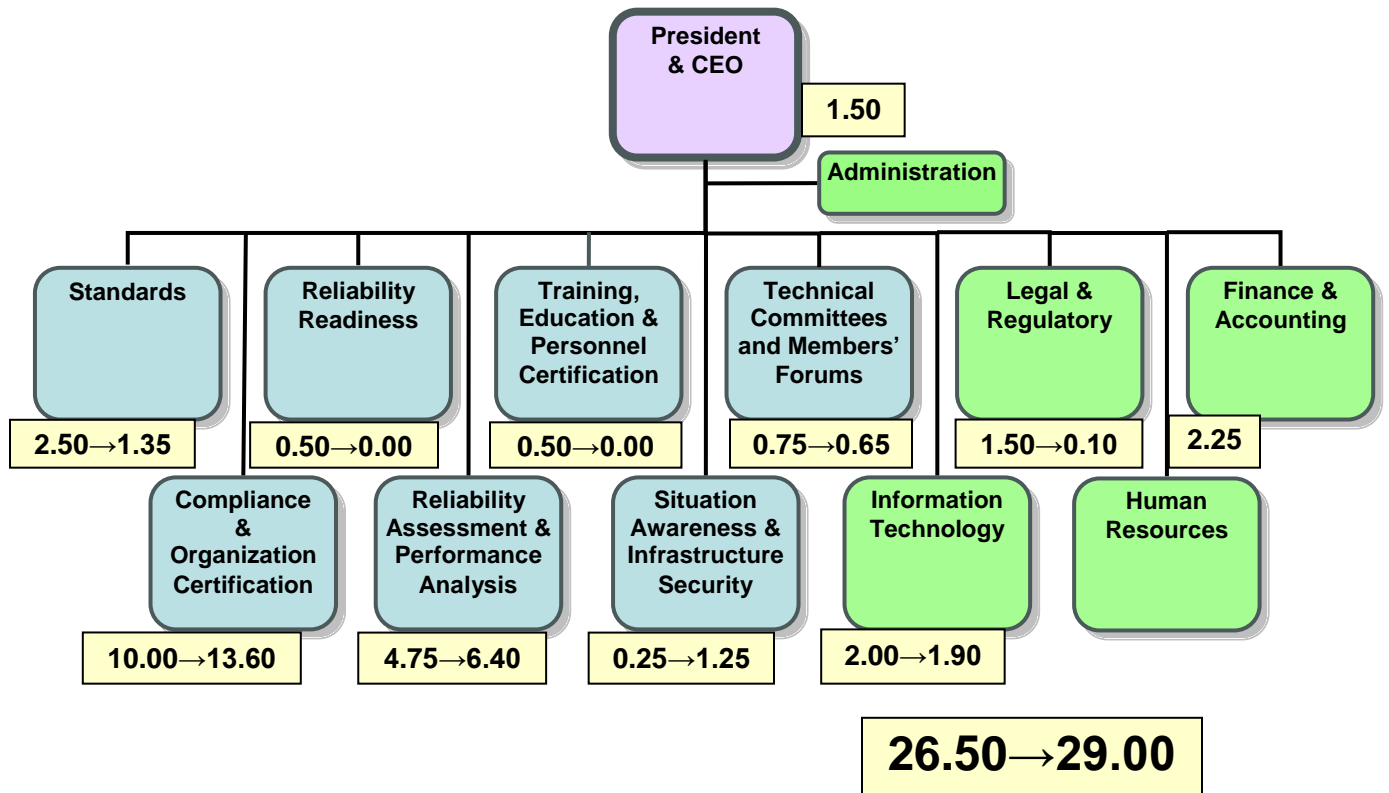 President
& CEO
1.50
Administration
Standards
2.50→1.35
Reliability
Readiness
0.50→0.00
Training,
Education &
Personnel
Certification
0.50→0.00
Technical
Committees
and Members’
Forums
0.75→0.65
Legal &
Regulatory
1.50→0.10
Finance &
Accounting
2.25
Compliance
&
Organization
Certification
10.00→13.60
Reliability
Assessment &
Performance
Analysis
4.75→6.40
Situation
Awareness &
Infrastructure
Security
0.25→1.25
Information
Technology
2.00→1.90
Human
Resources
26.50→29.00